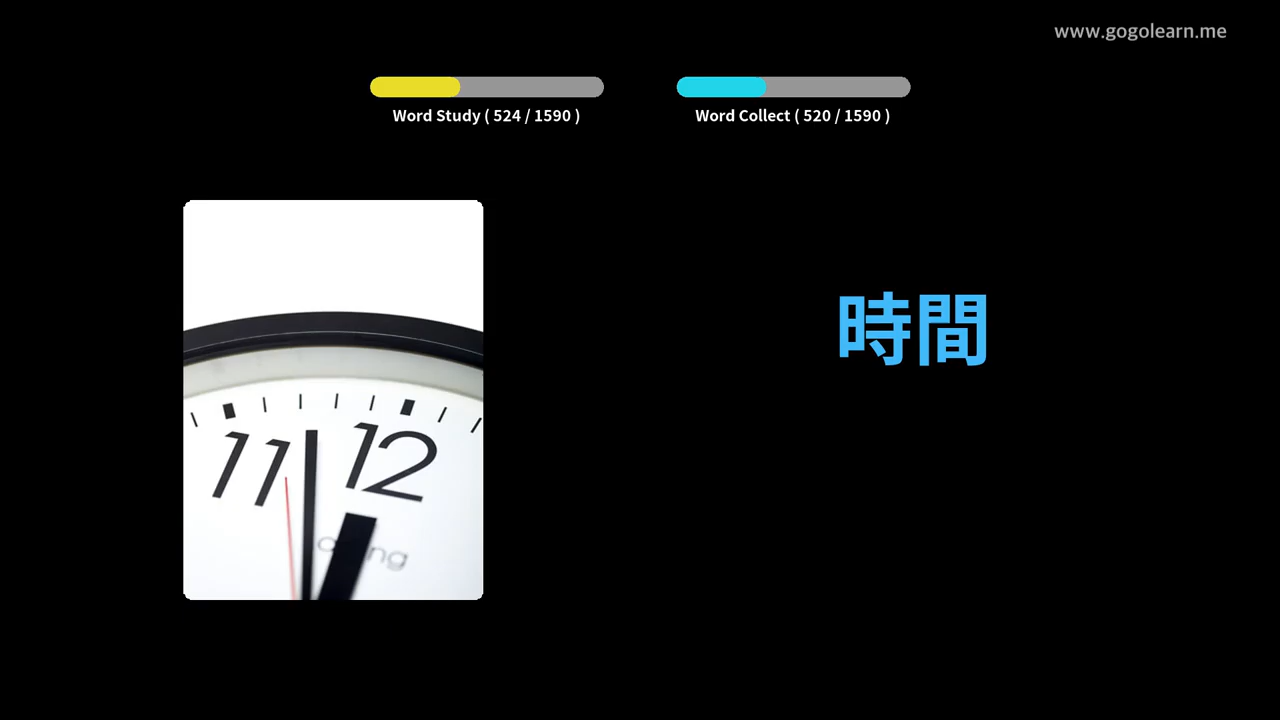 www.gogolearn.me
Word Study ( 524 / 1590 )
Word Collect ( 520 / 1590 )
時間
11
12